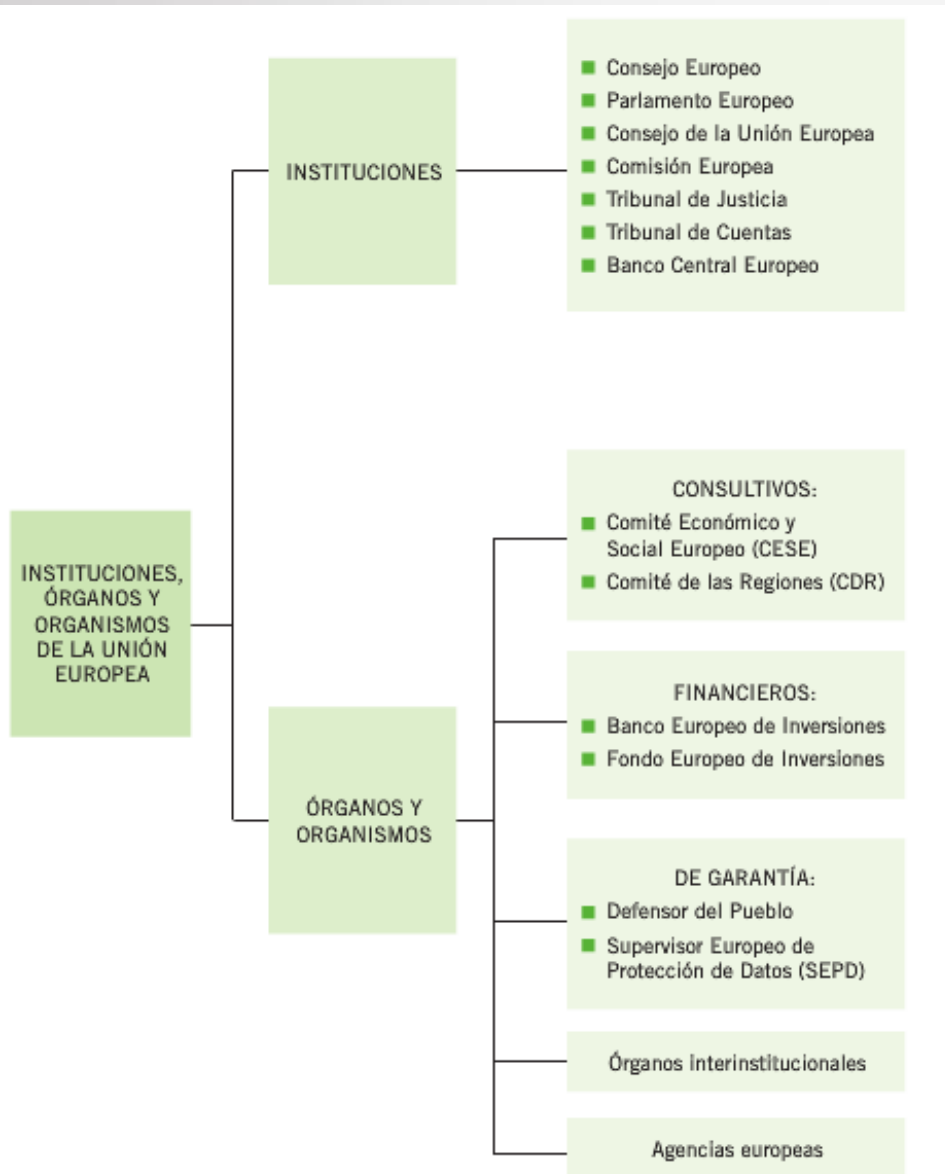 INSTITUCIONES,
ÓRGANOS Y
ORGANISMOS
DE LA UNIÓN
EUROPEA
INSTITUCIONES
Consejo Europeo
Parlamento Europeo
Consejo de la Unión Europea
Comisión Europea
Tribunal de Justicia
Tribunal de Cuentas
Banco Central Europeo
ÓRGANOS Y
ORGANISMOS
CONSULTIVOS:
Comité Económico y
Social Europeo (CESE)
Comité de las Regiones (CDR)
FINANCIEROS:
Banco Europeo de Inversiones
Fondo Europeo de Inversiones
DE GARANTÍA:
Defensor del Pueblo
Supervisor Europeo de
Protección de Datos (SEPD)
Órganos interinstitucionales
Agencias europeas